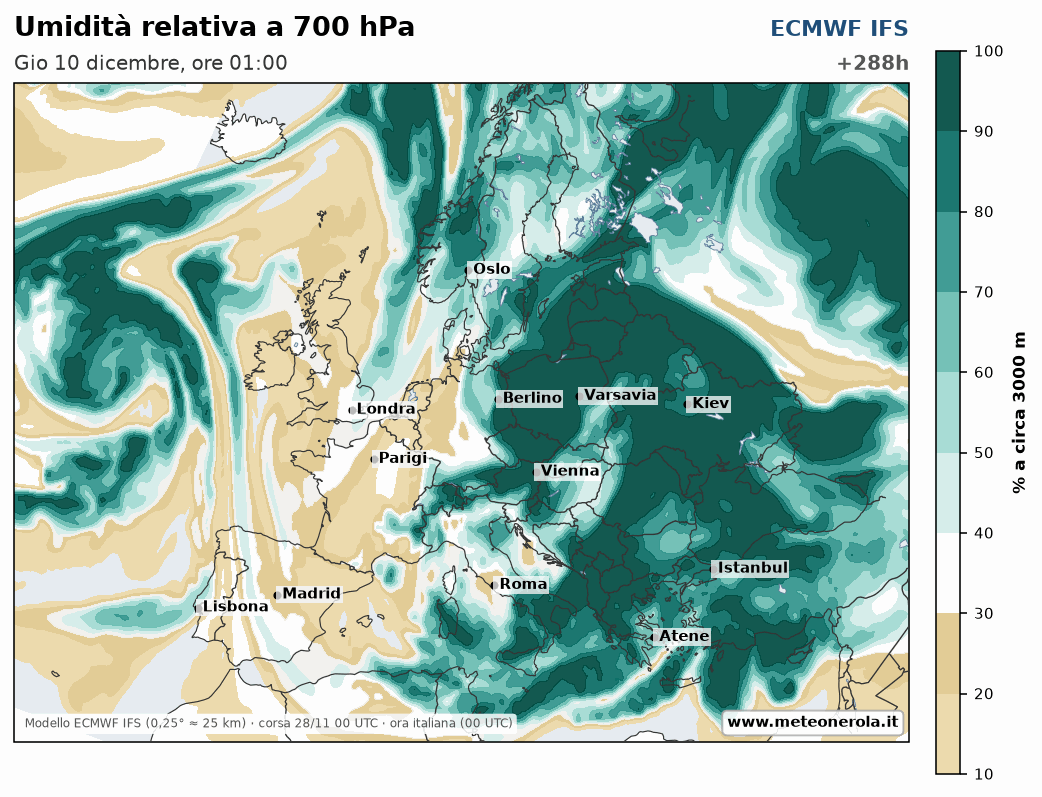 Umidità relativa a 700 hPa
ECMWF IFS
Gio 10 dicembre, ore 01:00
+288h
100
90
80
70
60
50
40
30
20
10
% a circa 3000 m
Oslo
Berlino
Varsavia
Kiev
Londra
Parigi
Vienna
Istanbul
Roma
Madrid
Lisbona
Atene
Modello ECMWF IFS (0,25° ≈ 25 km) · corsa 28/11 00 UTC · ora italiana (00 UTC)
www.meteonerola.it